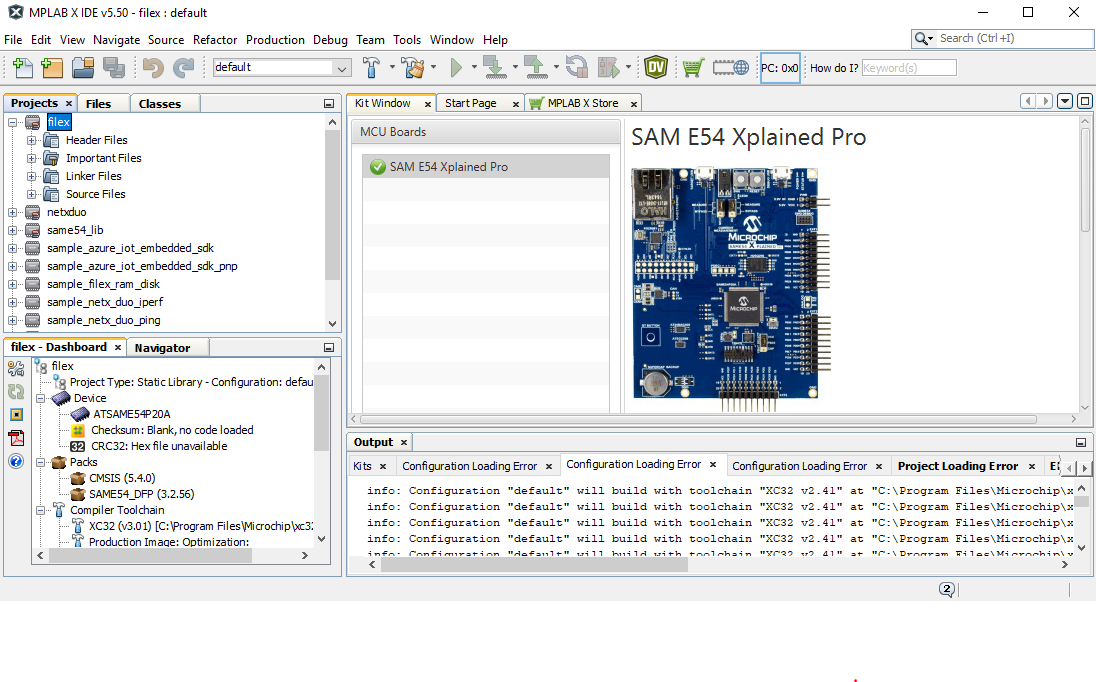 MPLAB X IDE v5.50 - filex : default
File Edit View Navigate Source Refactor Production Debug Team Tools Window Help
Search (Ctrl+I)
default
PC: 0x0
How do I?
Keyword(s)
Projects
Files
Classes
filex
Header Files
Important Files
Linker Files
Source Files
netxduo
same54_lib
sample_azure_iot_embedded_sdk
sample_azure_iot_embedded_sdk_pnp
sample_filex_ram_disk
sample_netx_duo_iperf
sample_netx_duo_ping
filex - Dashboard
Navigator
filex
Project Type: Static Library - Configuration: defau
Device
ATSAME54P20A
Checksum: Blank, no code loaded
32 CRC32: Hex file unavailable
Packs
CMSIS (5.4.0)
SAME54_DFP (3.2.56)
Compiler Toolchain
XC32 (v3.01) [C:\Program Files\Microchip\xc32
Production Image: Optimization:
Kit Window
Start Page
MPLAB X Store
MCU Boards
SAM E54 Xplained Pro
SAM E54 Xplained Pro
MICROCHIP
Output
Kits
Configuration Loading Error
Configuration Loading Error
Configuration Loading Error
Project Loading Error
info: Configuration "default" will build with toolchain "XC32 v2.41" at "C:\Program Files\Microchip\x
info: Configuration "default" will build with toolchain "XC32 v2.41" at "C:\Program Files\Microchip\x
info: Configuration "default" will build with toolchain "XC32 v2.41" at "C:\Program Files\Microchip\x
info: Configuration "default" will build with toolchain "XC32 v2.41" at "C:\Program Files\Microchip\x
info: Configuration "default" will build with toolchain "XC32 v2.41" at "C:\Program Files\Microchip\x
2